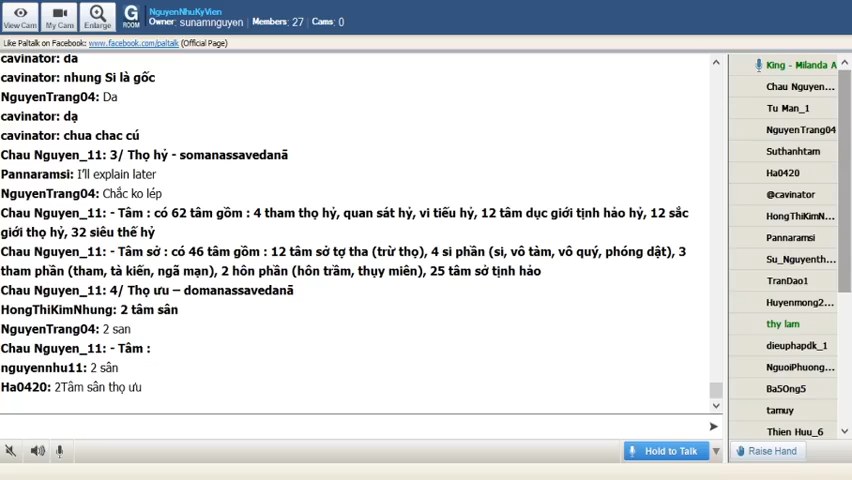 View Cam
My Cam
Enlarge
G
ROOM
NguyenNhuKyVien
Owner: sunamnguyen Members: 27 Cams: 0
Like Paltalk on Facebook: www.facebook.com/paltalk (Official Page)
cavinator: da
cavinator: nhung Si là gốc
NguyenTrang04: Da
cavinator: dạ
cavinator: chua chac cú
Chau Nguyen_11: 3/ Thọ hỷ - somanassavedanā
Pannaramsi: I'll explain later
NguyenTrang04: Chắc ko lép
Chau Nguyen_11: - Tâm : có 62 tâm gồm : 4 tham thọ hỷ, quan sát hỷ, vi tiếu hỷ, 12 tâm dục giới tịnh hảo hỷ, 12 sắc
giới thọ hỷ, 32 siêu thế hỷ
Chau Nguyen_11: - Tâm sở : có 46 tâm gồm : 12 tâm sở tợ tha (trừ thọ), 4 si phần (si, vô tàm, vô quý, phóng dật), 3
tham phần (tham, tà kiến, ngã mạn), 2 hôn phần (hôn trầm, thụy miên), 25 tâm sở tịnh hảo
Chau Nguyen_11: 4/ Thọ ưu – domanassavedanā
HongThiKimNhung: 2 tâm sân
NguyenTrang04: 2 san
Chau Nguyen_11: - Tâm :
nguyennhu11: 2 sân
Ha0420: 2Tâm sân thọ ưu
King - Milanda A
Chau Nguyen...
Tu Man_1
NguyenTrang04
Suthanhtam
Ha0420
@cavinator
HongThiKimN...
Pannaramsi
Su_Nguyenth...
TranDao1
Huyenmong2...
thy lam
dieuphapdk_1
NguoiPhuong...
Ba5Ong5
tamuy
Thien Huu_6
Hold to Talk
Raise Hand